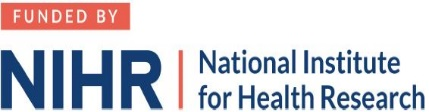 FUNDED BY
NIHR
National Institute
for Health Research